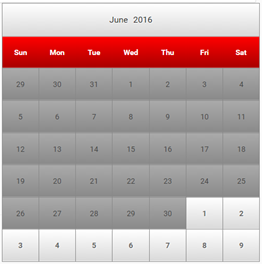 June 2016
Sun Mon Tue Wed Thu Fri Sat
29 30 31 1 2 3 4
5 6 7 8 9 10 11
12 13 14 15 16 17 18
19 20 21 22 23 24 25
26 27 28 29 30 1 2
3 4 5 6 7 8 9